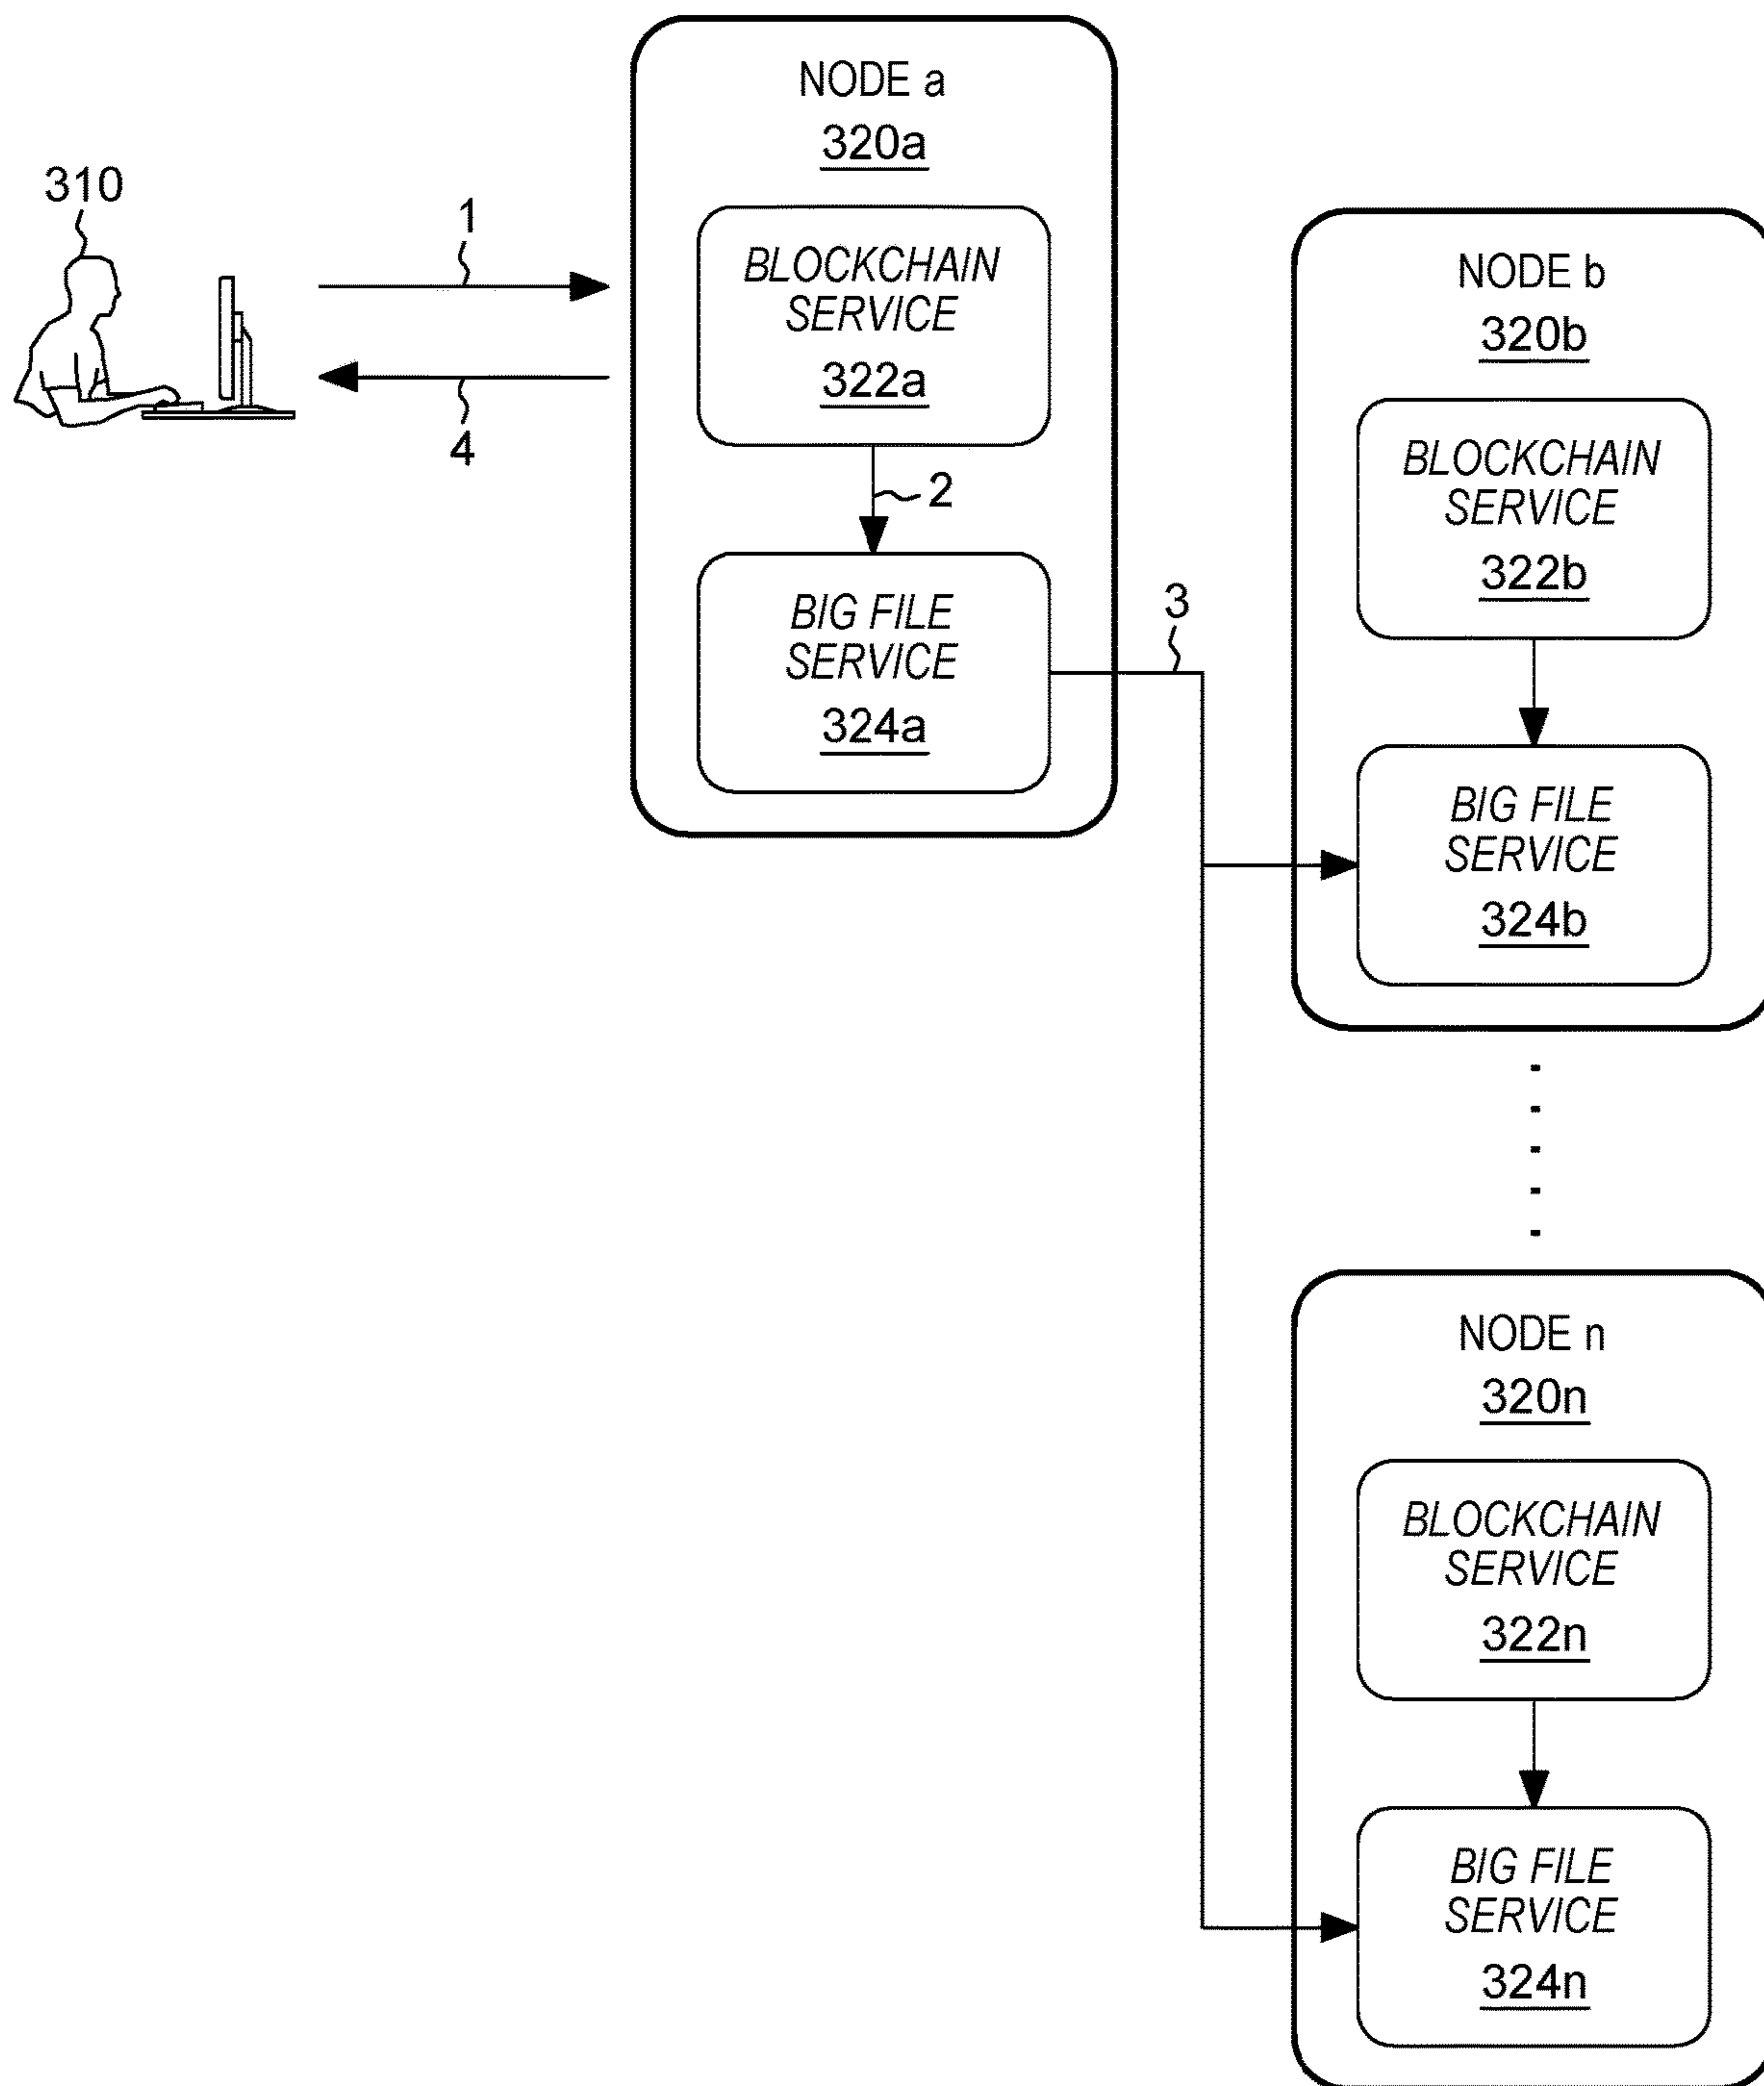 310
1
4
NODE a
320a
BLOCKCHAIN
SERVICE
322a
2
BIG FILE
SERVICE
324a
3
NODE b
320b
BLOCKCHAIN
SERVICE
322b
BIG FILE
SERVICE
324b
NODE n
320n
BLOCKCHAIN
SERVICE
322n
BIG FILE
SERVICE
324n